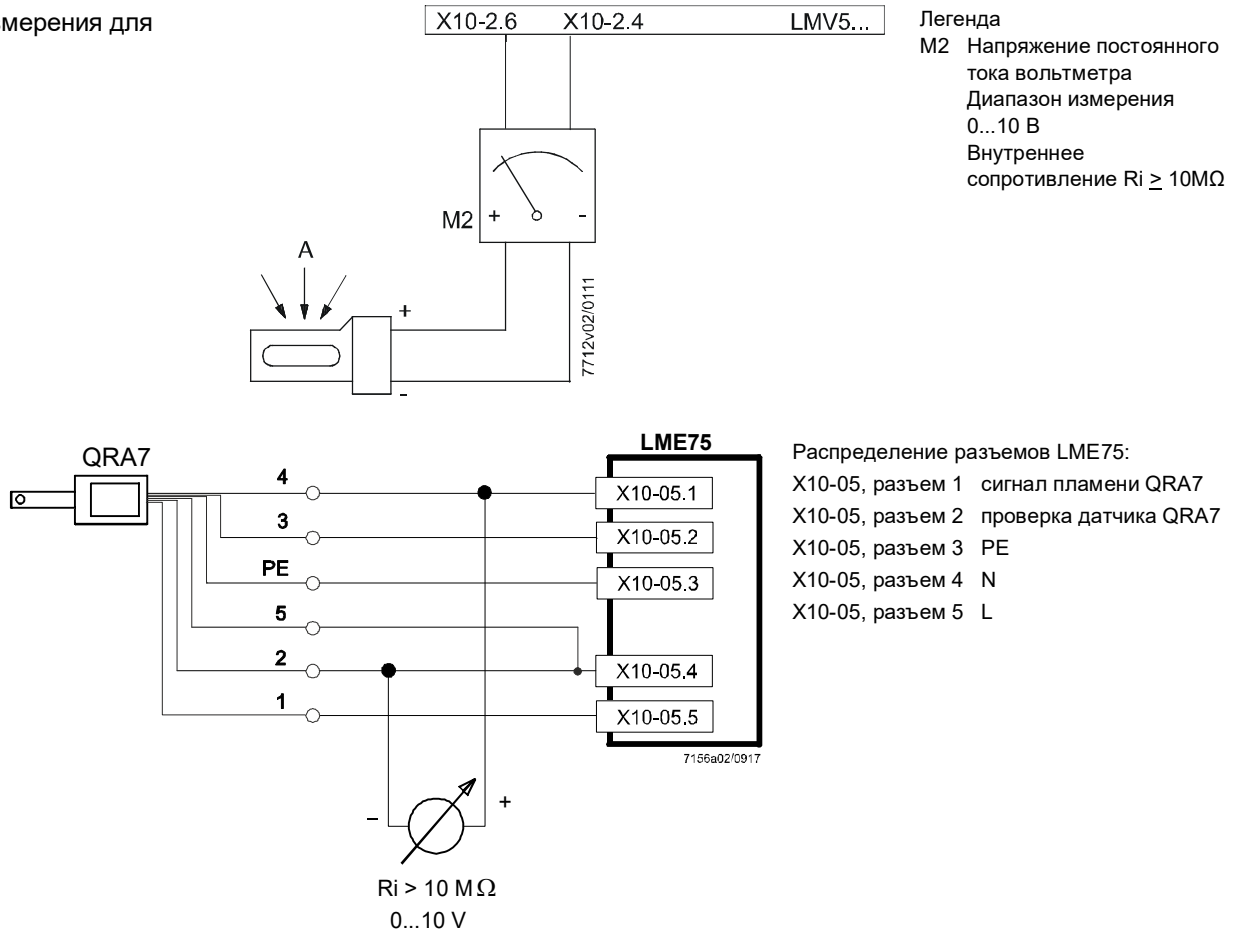 змерения для
X10-2.6 X10-2.4 LMV5...
Легенда
M2 Напряжение постоянного
тока вольтметра
Диапазон измерения
0...10 В
Внутреннее
сопротивление Ri ≥ 10MΩ
M2 + -
A
+
-
7712v02/0111
QRA7
LME75
4
X10-05.1
3
X10-05.2
PE
X10-05.3
5
2
X10-05.4
1
X10-05.5
7156a02/0917
– +
Ri > 10 MΩ
0...10 V
Распределение разъемов LME75:
X10-05, разъем 1 сигнал пламени QRA7
X10-05, разъем 2 проверка датчика QRA7
X10-05, разъем 3 PE
X10-05, разъем 4 N
X10-05, разъем 5 L